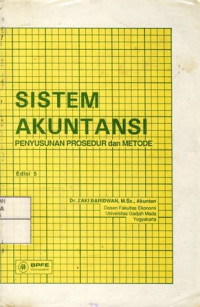 SISTEM
AKUNTANSI
PENYUSUNAN PROSEDUR dan METODE
Edisi 5
Dr. ZAKI BARIDWAN, M.Sc., Akuntan
Dosen Fakultas Ekonomi
Universitas Gadjah Mada
Yogyakarta
BPFE